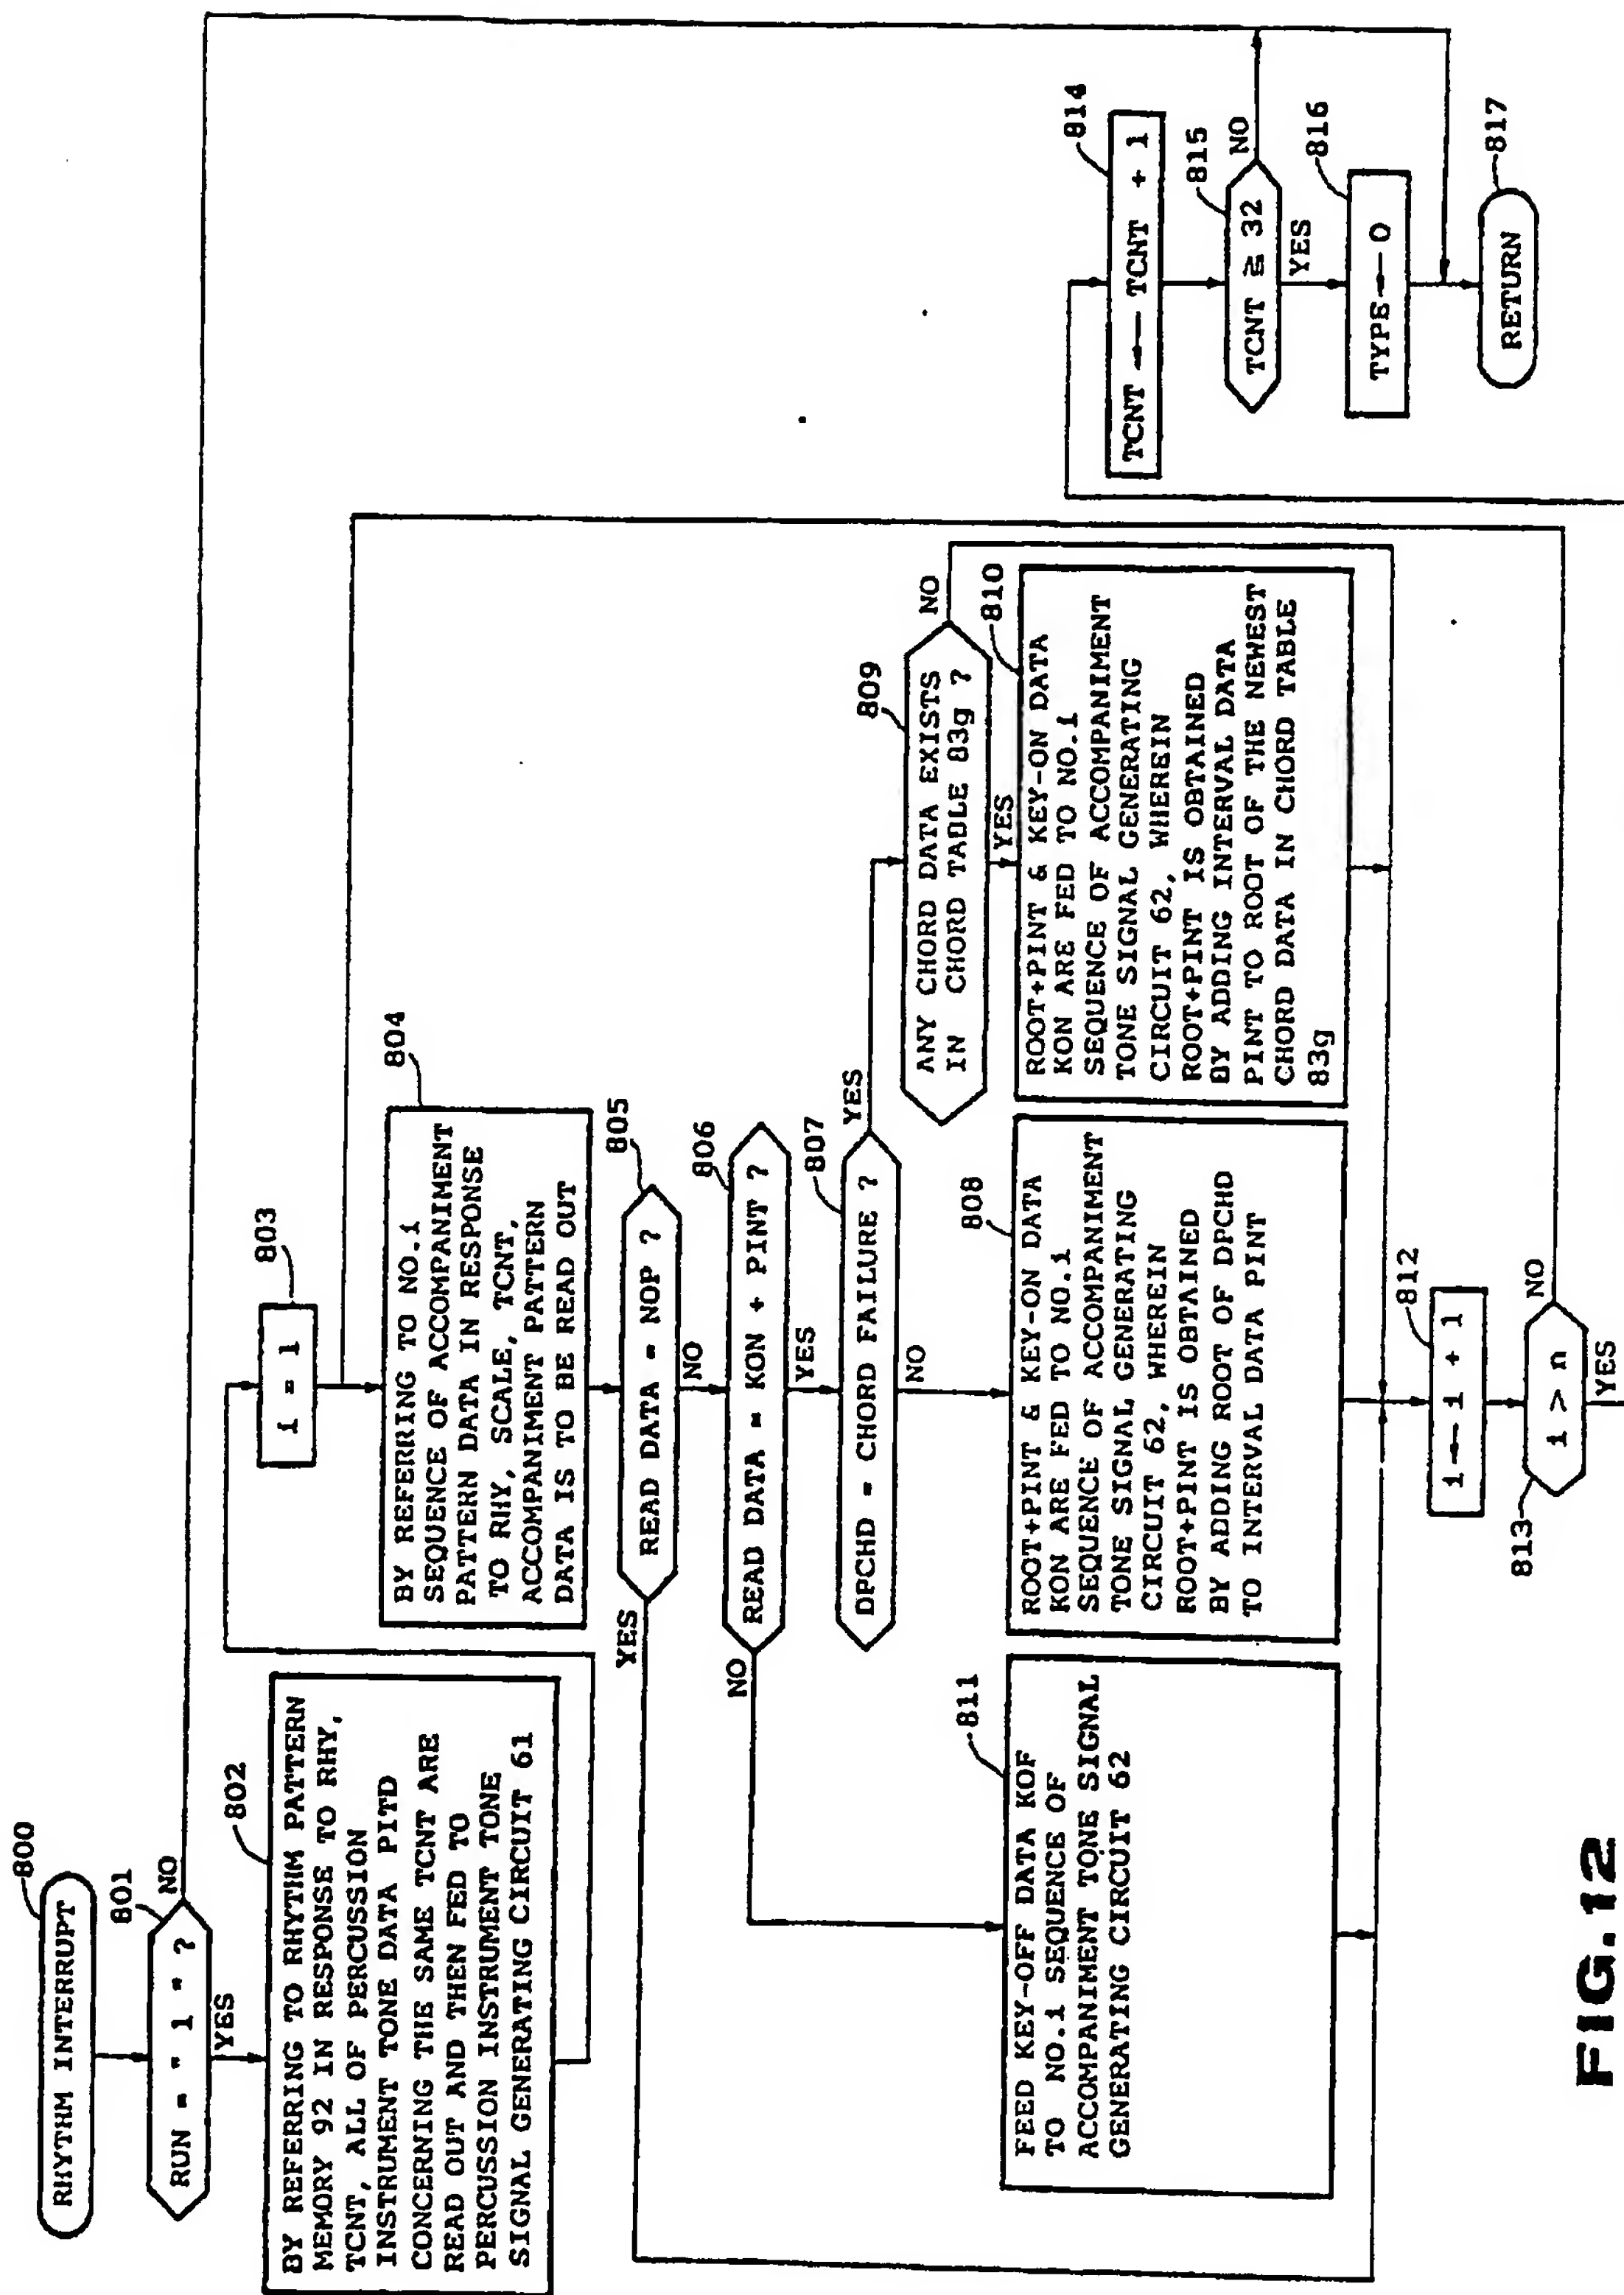 RHYTHM INTERRUPT
800
RUN = " 1 " ?
801
NO
YES
802
BY REFERRING TO RHYTHM PATTERN
MEMORY 92 IN RESPONSE TO RHY,
TCNT, ALL OF PERCUSSION
INSTRUMENT TONE DATA PITD
CONCERNING THE SAME TCNT ARE
READ OUT AND THEN FED TO
PERCUSSION INSTRUMENT TONE
SIGNAL GENERATING CIRCUIT 61
i = 1
803
804
BY REFERRING TO NO.i
SEQUENCE OF ACCOMPANIMENT
PATTERN DATA IN RESPONSE
TO RHY, SCALE, TCNT,
ACCOMPANIMENT PATTERN
DATA IS TO BE READ OUT
805
READ DATA = NOP ?
YES
NO
806
READ DATA = KON + PINT ?
NO
YES
807
DPCHD = CHORD FAILURE ?
YES
NO
809
ANY CHORD DATA EXISTS
IN CHORD TABLE 83g ?
NO
YES
811
FEED KEY-OFF DATA KOF
TO NO.i SEQUENCE OF
ACCOMPANIMENT TONE SIGNAL
GENERATING CIRCUIT 62
808
ROOT+PINT & KEY-ON DATA
KON ARE FED TO NO.i
SEQUENCE OF ACCOMPANIMENT
TONE SIGNAL GENERATING
CIRCUIT 62, WHEREIN
ROOT+PINT IS OBTAINED
BY ADDING ROOT OF DPCHD
TO INTERVAL DATA PINT
810
ROOT+PINT & KEY-ON DATA
KON ARE FED TO NO.i
SEQUENCE OF ACCOMPANIMENT
TONE SIGNAL GENERATING
CIRCUIT 62, WHEREIN
ROOT+PINT IS OBTAINED
BY ADDING INTERVAL DATA
PINT TO ROOT OF THE NEWEST
CHORD DATA IN CHORD TABLE
83g
812
i ← i + 1
813
i > n
NO
YES
814
TCNT ← TCNT + 1
815
TCNT ≧ 32
NO
YES
816
TYPE ← 0
RETURN
817
FIG.12